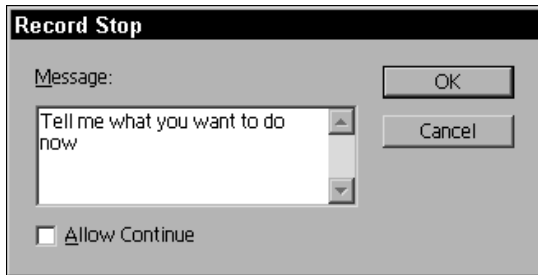 Record Stop
Message:
OK
Tell me what you want to do
now
Cancel
Allow Continue